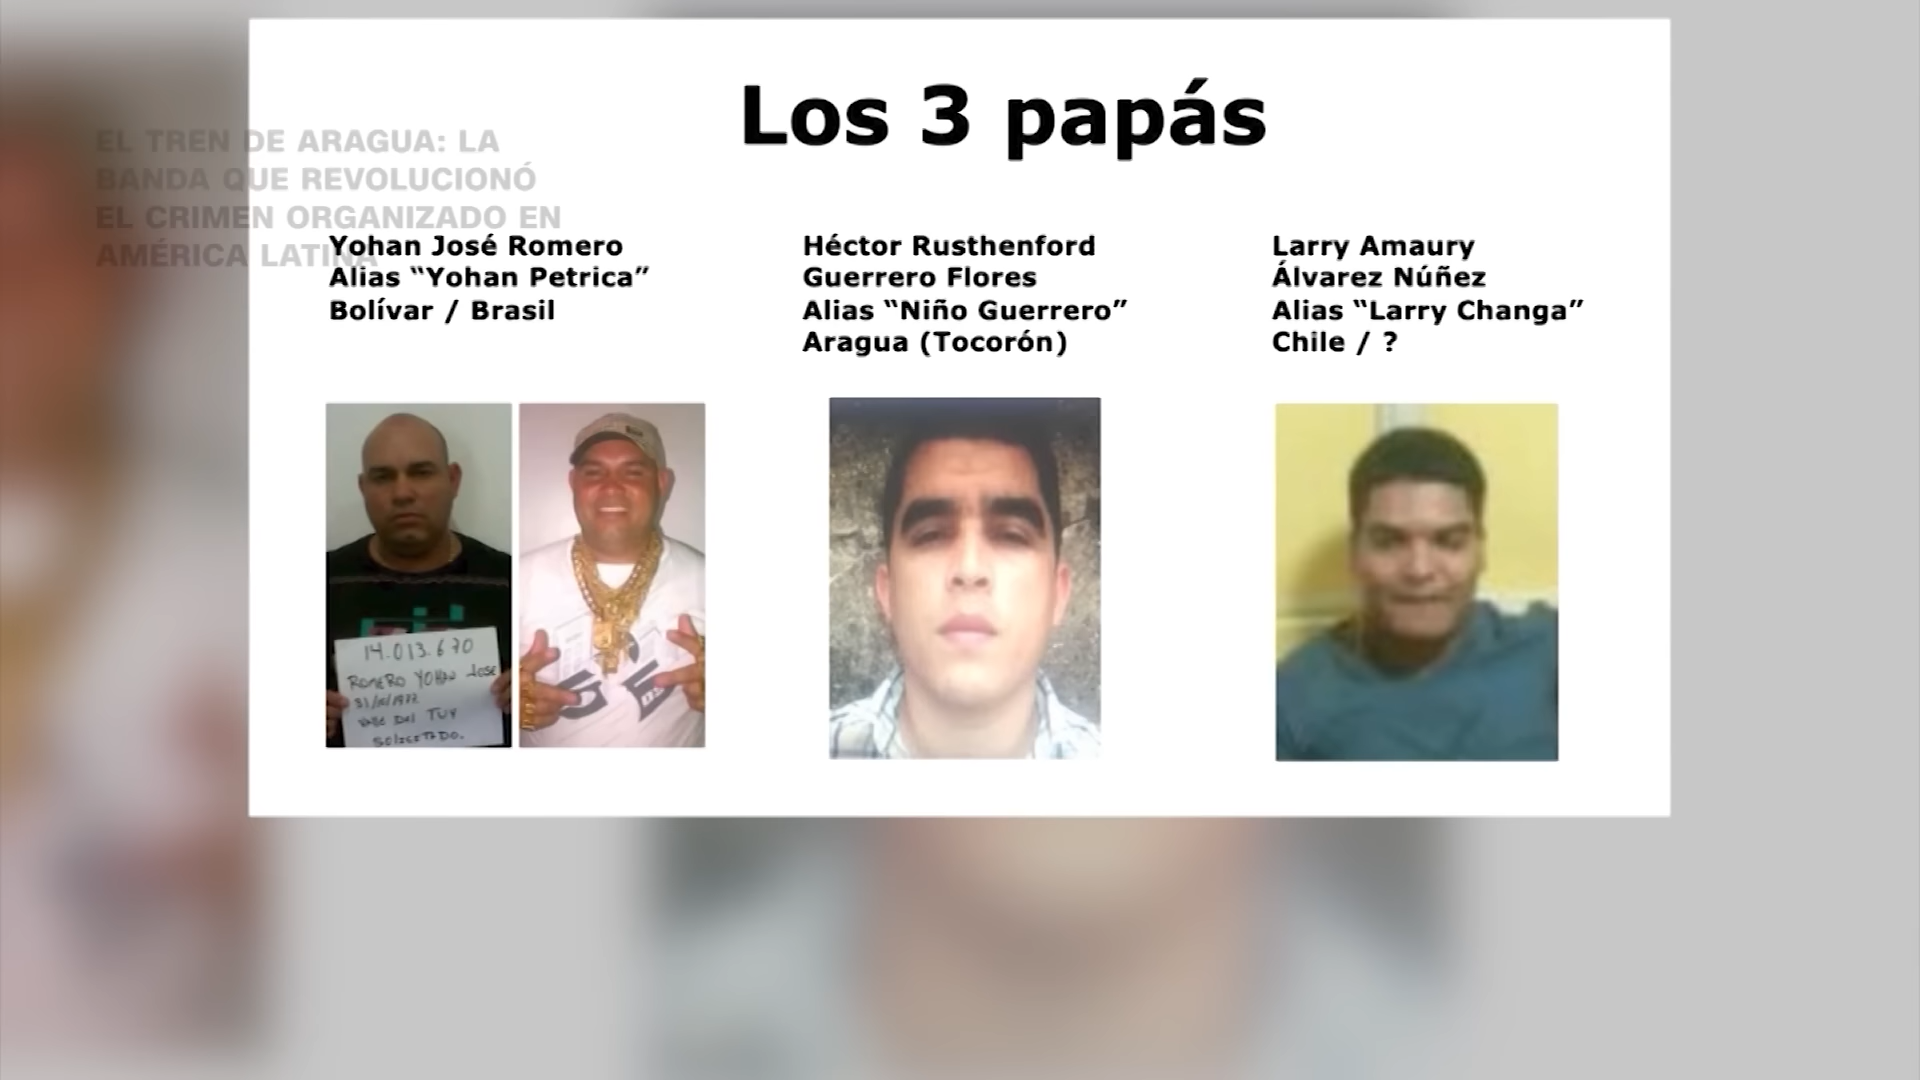 Los 3 papás
EL TREN DE ARAGUA: LA
BANDA QUE REVOLUCIONÓ
EL CRIMEN ORGANIZADO EN
AMÉRICA LATINA
Yohan José Romero
Alias “Yohan Petrica”
Bolívar / Brasil
Héctor Rusthenford
Guerrero Flores
Alias “Niño Guerrero”
Aragua (Tocorón)
Larry Amaury
Álvarez Núñez
Alias “Larry Changa”
Chile / ?
14.013.670
ROMERO YOHAN JOSE
VALLE DEL TUY
SOLICITADO.